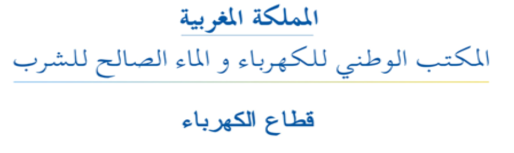 المملكة المغربية
المكتب الوطني للكهرباء و الماء الصالح للشرب
قطاع الكهرباء